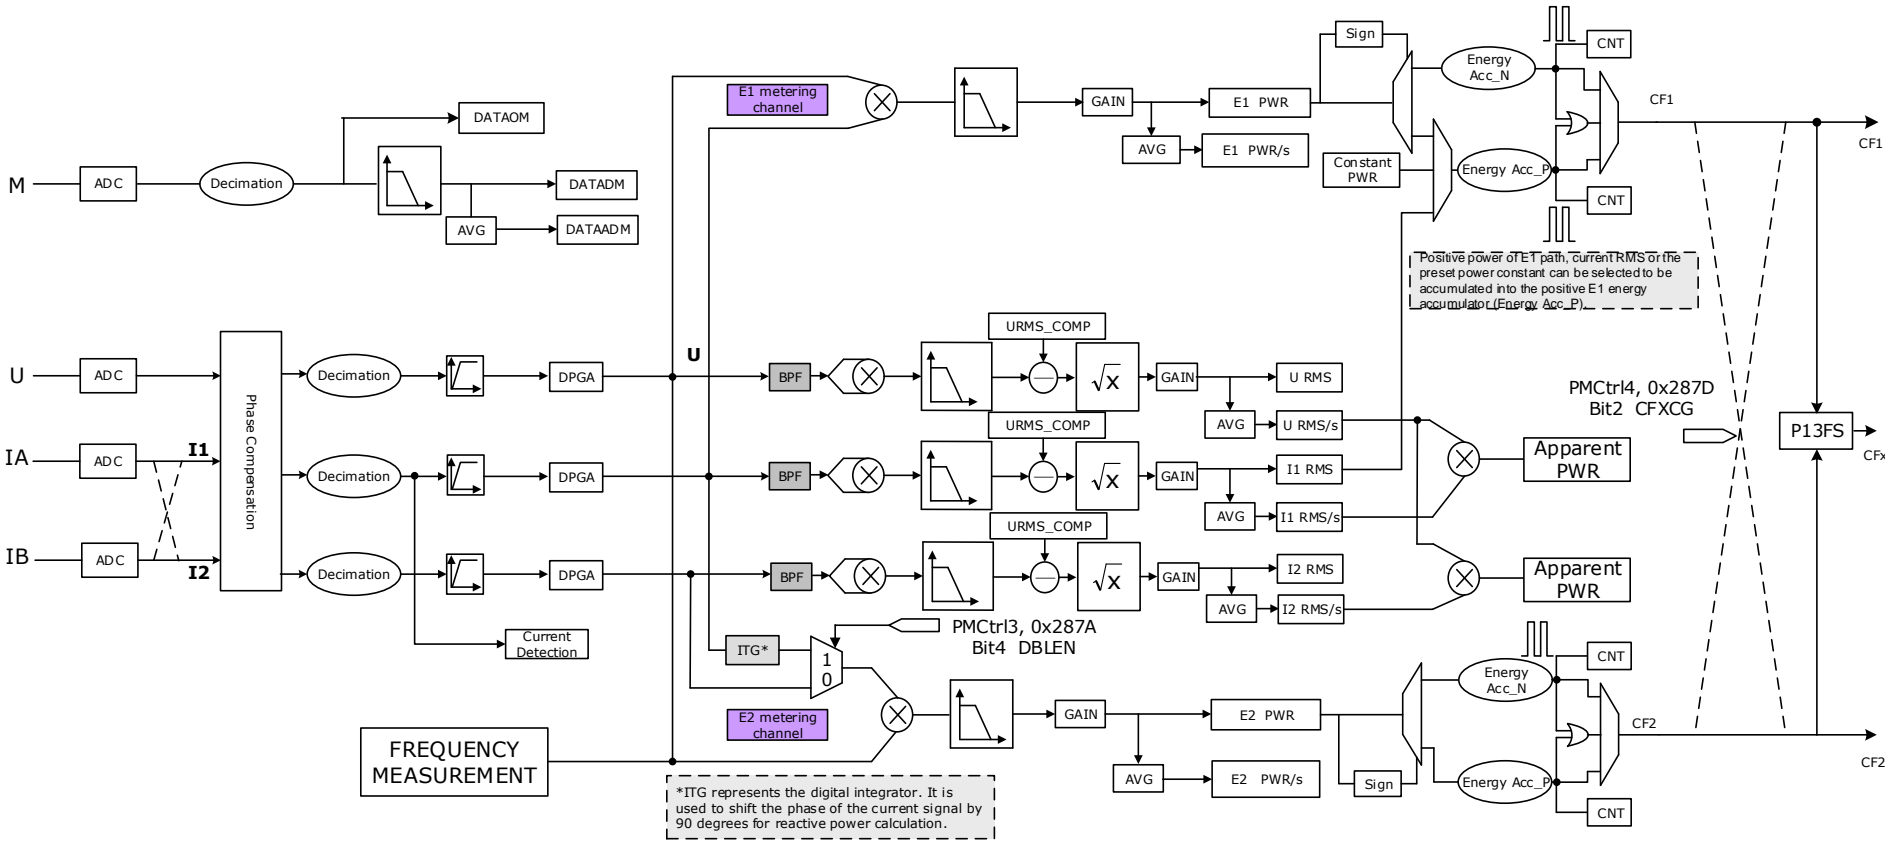 Sign
CNT
Energy
Acc_N
E1 metering
channel
GAIN
E1  PWR
CF1
AVG
E1  PWR/s
Constant
PWR
Energy Acc_P
CNT
CF1
DATAOM
M
ADC
Decimation
DATADM
AVG
DATAADM
Positive power of E1 path, current RMS or the
preset power constant can be selected to be
accumulated into the positive E1 energy
accumulator (Energy Acc_P).
URMS_COMP
U
U
ADC
Decimation
DPGA
BPF
√x
GAIN
U RMS
AVG
U RMS/s
PMCtrl4, 0x287D
Bit2  CFXCG
P13FS
CFx
Phase Compensation
URMS_COMP
IA
ADC
I1
Decimation
DPGA
BPF
√x
GAIN
I1 RMS
AVG
I1 RMS/s
Apparent
PWR
URMS_COMP
IB
ADC
I2
Decimation
DPGA
BPF
√x
GAIN
I2 RMS
AVG
I2 RMS/s
Apparent
PWR
Current
Detection
ITG*
1
0
PMCtrl3, 0x287A
Bit4  DBLEN
CNT
Energy
Acc_N
E2 metering
channel
GAIN
E2  PWR
CF2
AVG
E2  PWR/s
Sign
Energy Acc_P
CNT
CF2
FREQUENCY
MEASUREMENT
*ITG represents the digital integrator. It is
used to shift the phase of the current signal by
90 degrees for reactive power calculation.